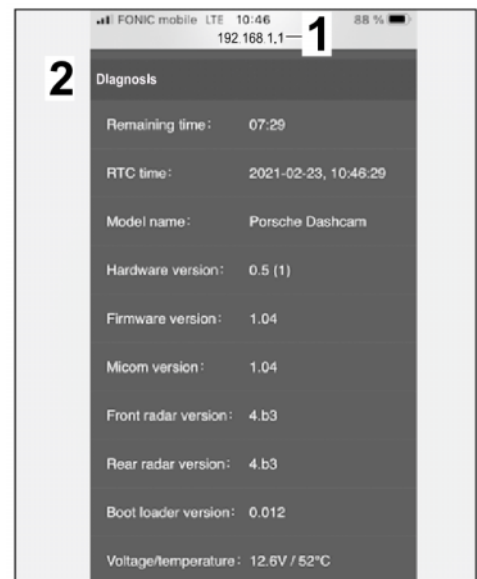 FONIC mobile LTE 10:46 88 %
192.168.1.1 1
2 Diagnosis
Remaining time: 07:29
RTC time: 2021-02-23, 10:46:29
Model name: Porsche Dashcam
Hardware version: 0.5 (1)
Firmware version: 1.04
Micom version: 1.04
Front radar version: 4.b3
Rear radar version: 4.b3
Boot loader version: 0.012
Voltage/temperature: 12.6V / 52°C